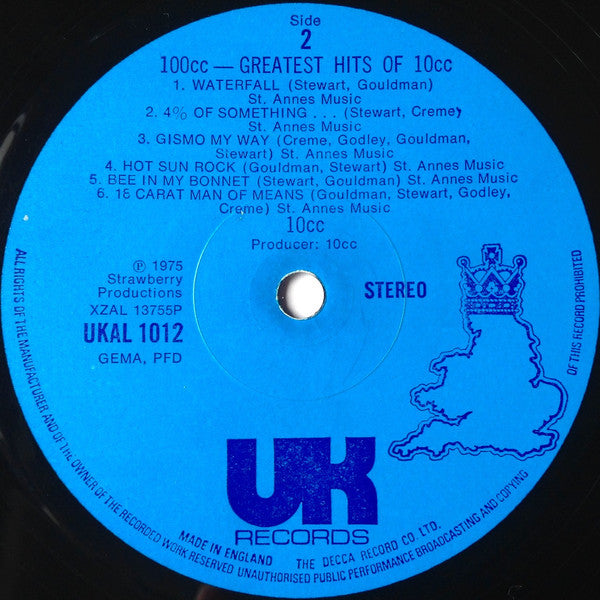 Side
2
100cc — GREATEST HITS OF 10cc
1. WATERFALL (Stewart, Gouldman)
St. Annes Music
2. 4% OF SOMETHING . . . (Stewart, Creme)
St. Annes Music
3. GISMO MY WAY (Creme, Godley, Gouldman,
Stewart) St. Annes Music
4. HOT SUN ROCK (Gouldman, Stewart) St. Annes Music
5. BEE IN MY BONNET (Stewart, Gouldman) St. Annes Music
6. 16 CARAT MAN OF MEANS (Gouldman, Stewart, Godley,
Creme) St. Annes Music
10cc
Producer: 10cc
℗ 1975
Strawberry
Productions
XZAL 13755P
UKAL 1012
GEMA, PFD
STEREO
UK
RECORDS
MADE IN ENGLAND THE DECCA RECORD CO. LTD.
ALL RIGHTS OF THE MANUFACTURER AND OF THE OWNER OF THE RECORDED WORK RESERVED UNAUTHORISED PUBLIC PERFORMANCE BROADCASTING AND COPYING OF THIS RECORD PROHIBITED